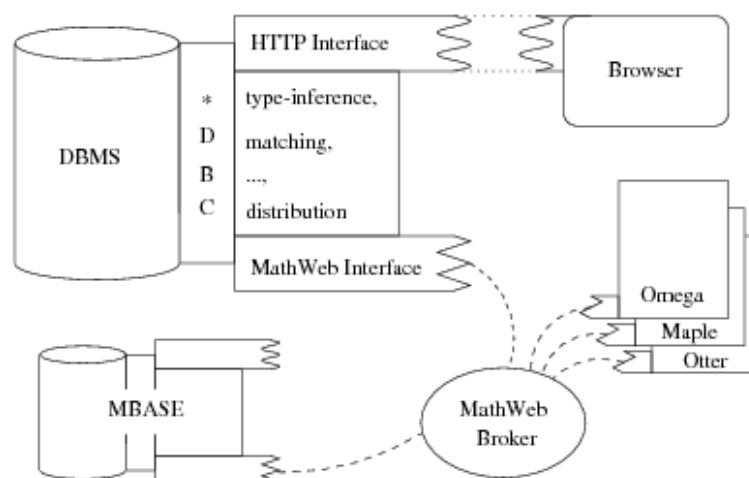 HTTP Interface
Browser
DBMS
* type-inference,
D matching,
B ...,
C distribution
MathWeb Interface
Omega
Maple
Otter
MBASE
MathWeb
Broker